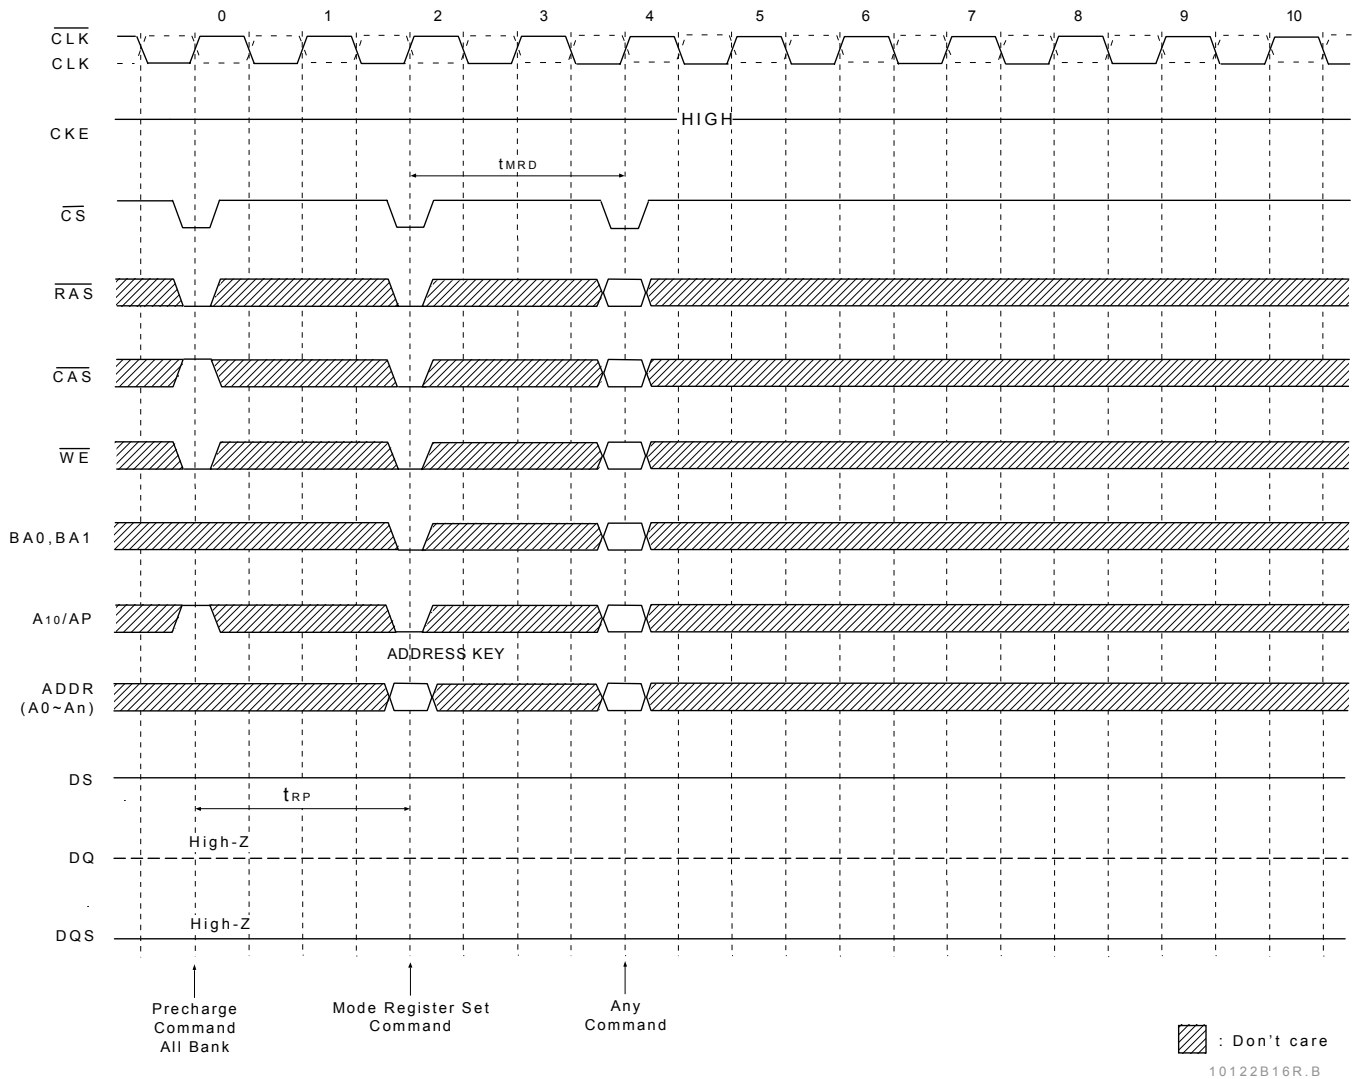 0 1 2 3 4 5 6 7 8 9 10
CLK
CLK
HIGH
CKE
tMRD
CS
RAS
CAS
WE
BA0,BA1
A10/AP
ADDRESS KEY
ADDR
(A0~An)
DS
tRP
High-Z
DQ
High-Z
DQS
Precharge
Command
All Bank
Mode Register Set
Command
Any
Command
: Don't care
10122B16R.B